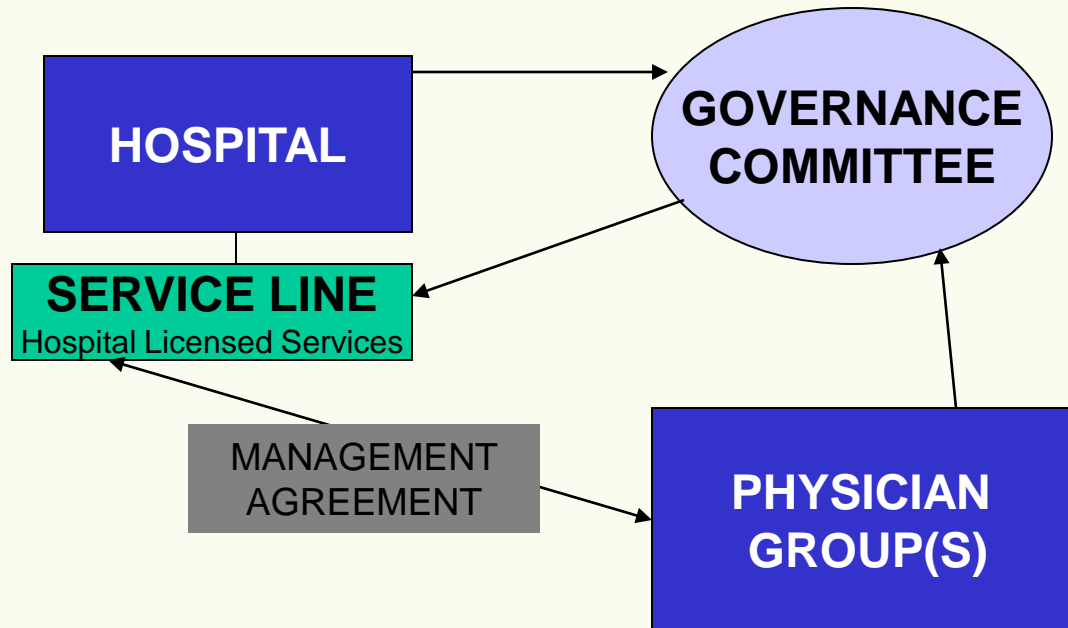 HOSPITAL
GOVERNANCE
COMMITTEE
SERVICE LINE
Hospital Licensed Services
MANAGEMENT
AGREEMENT
PHYSICIAN
GROUP(S)